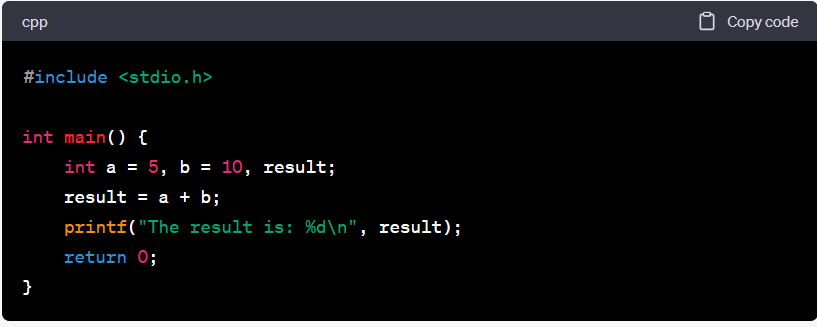 cpp Copy code
#include <stdio.h>
int main() {
    int a = 5, b = 10, result;
    result = a + b;
    printf("The result is: %d\n", result);
    return 0;
}